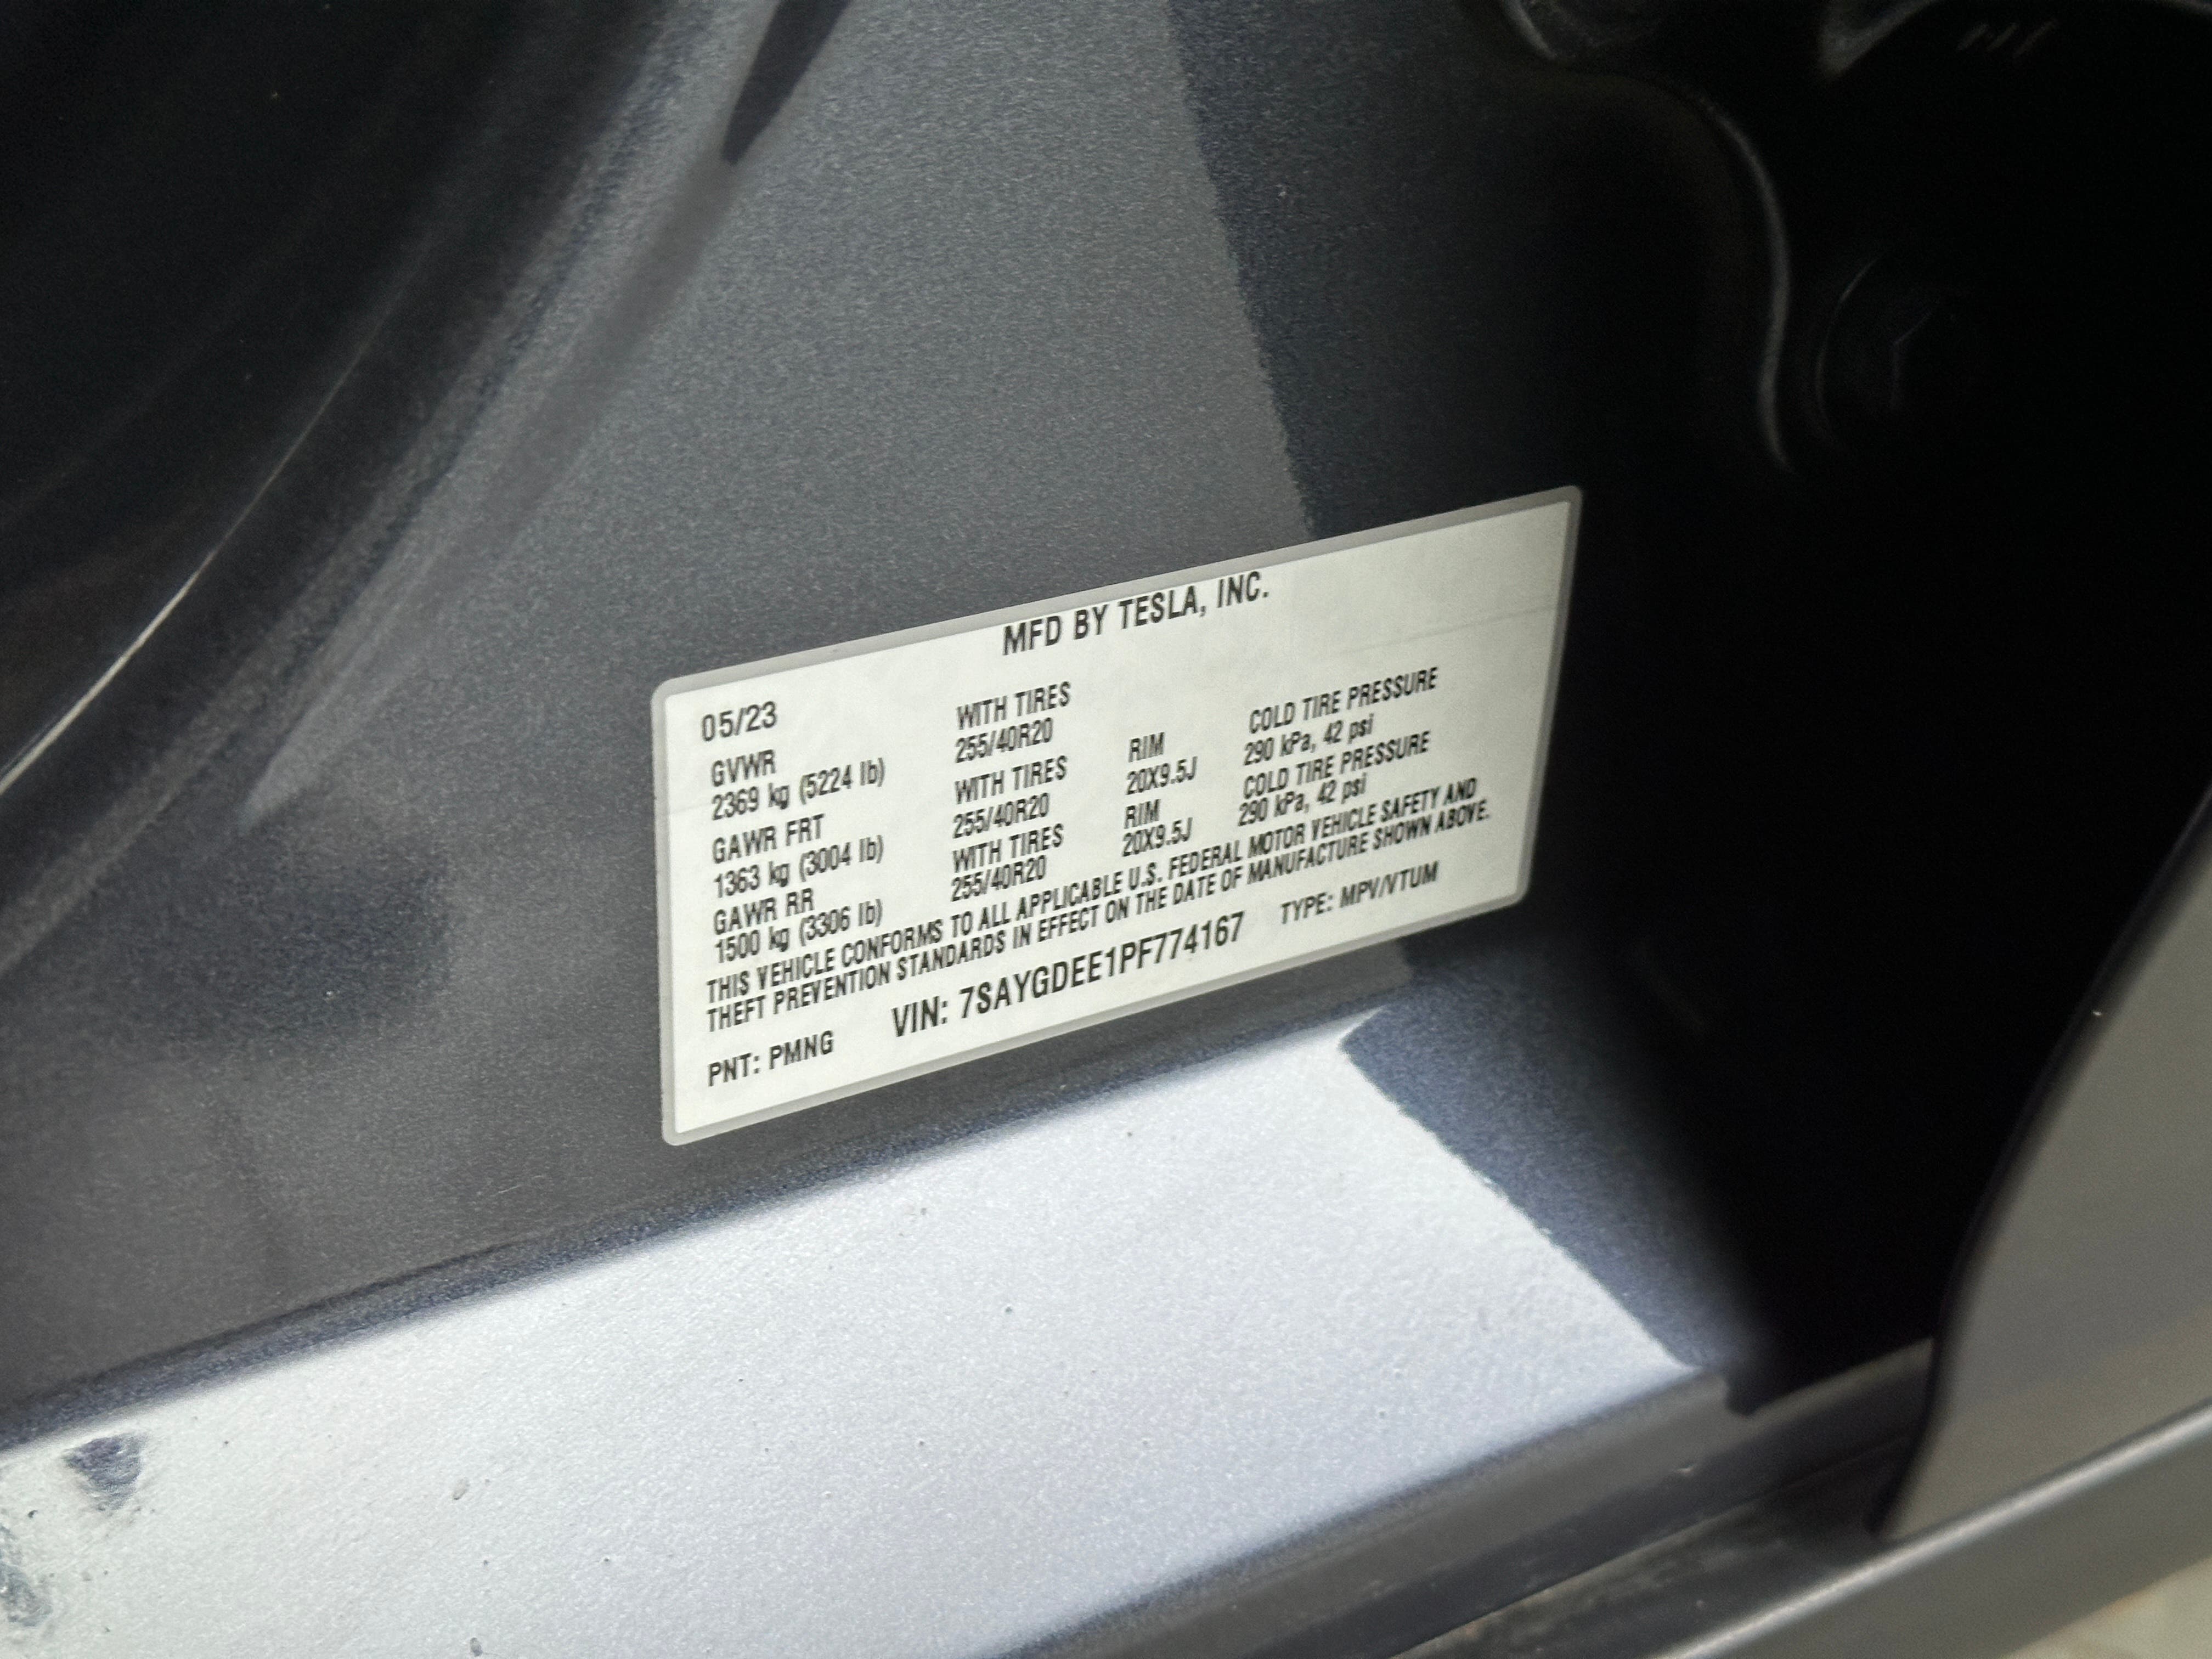 MFD BY TESLA, INC.
05/23
GVWR WITH TIRES
2369 kg (5224 lb) 255/40R20
GAWR FRT WITH TIRES RIM COLD TIRE PRESSURE
1363 kg (3004 lb) 255/40R20 20X9.5J 290 kPa, 42 psi
GAWR RR WITH TIRES RIM COLD TIRE PRESSURE
1500 kg (3306 lb) 255/40R20 20X9.5J 290 kPa, 42 psi
THIS VEHICLE CONFORMS TO ALL APPLICABLE U.S. FEDERAL MOTOR VEHICLE SAFETY AND
THEFT PREVENTION STANDARDS IN EFFECT ON THE DATE OF MANUFACTURE SHOWN ABOVE.
PNT: PMNG VIN: 7SAYGDEE1PF774167 TYPE: MPV/VTUM